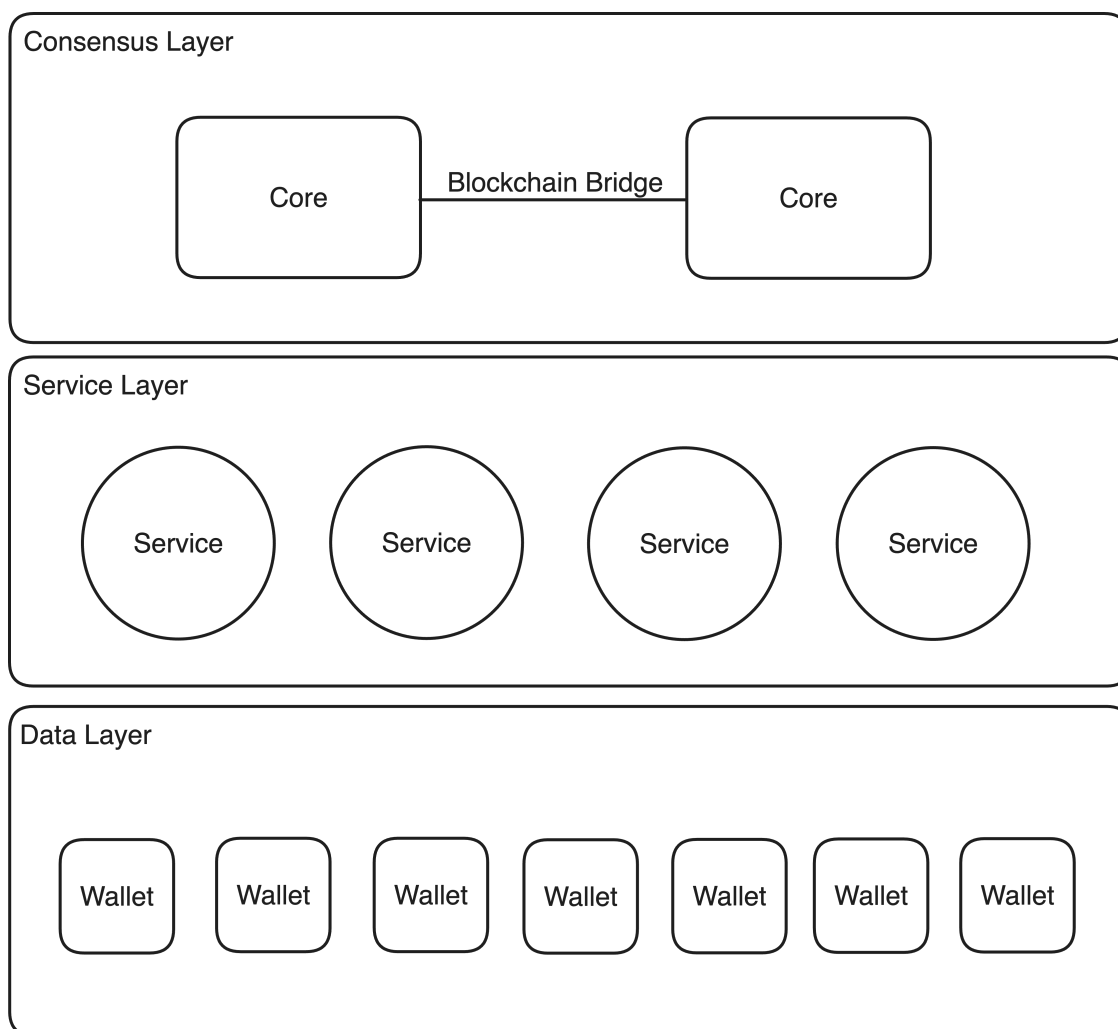 Consensus Layer
Core
Blockchain Bridge
Core
Service Layer
Service
Service
Service
Service
Data Layer
Wallet
Wallet
Wallet
Wallet
Wallet
Wallet
Wallet